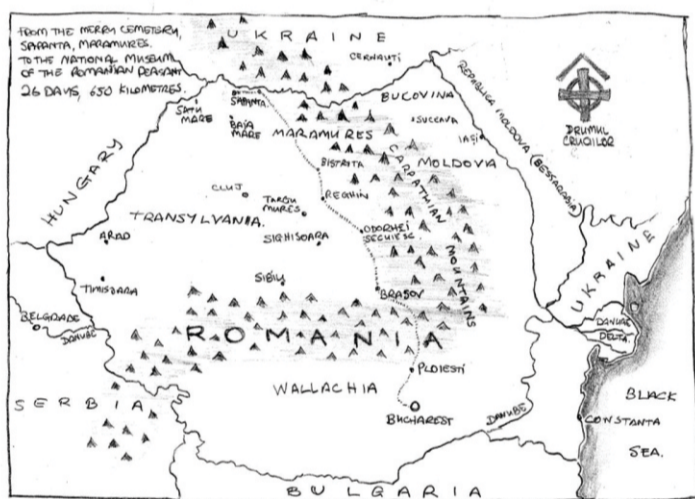 FROM THE MERRY CEMETERY,
SAPANTA, MARAMURES.
TO THE NATIONAL MUSEUM
OF THE ROMANIAN PEASANT
26 DAYS, 650 KILOMETRES.
UKRAINE
CERNAUTI
BUCOVINA
SAPANTA
SATU
MARE
BAIA
MARE
MARAMURES
SUCEAVA
IASI
REPUBLICA MOLDOVA (BESSARABIA)
DRUMUL
CRUCILOR
HUNGARY
BISTRITA
MOLDOVIA
CARPATHIAN
MOUNTAINS
CLUJ
REGHIN
TARGU
MURES
TRANSYLVANIA.
ODORHEI
SECUIESC.
SIGHISOARA
ARAD
UKRAINE
TIMISOARA
SIBIU
BRASOV
BELGRADE
DANUBE
ROMANIA
DANUBE
DELTA.
PLOIESTI
WALLACHIA
SERBIA
BUCHAREST
DANUBE
CONSTANTA
BLACK
SEA.
BULGARIA